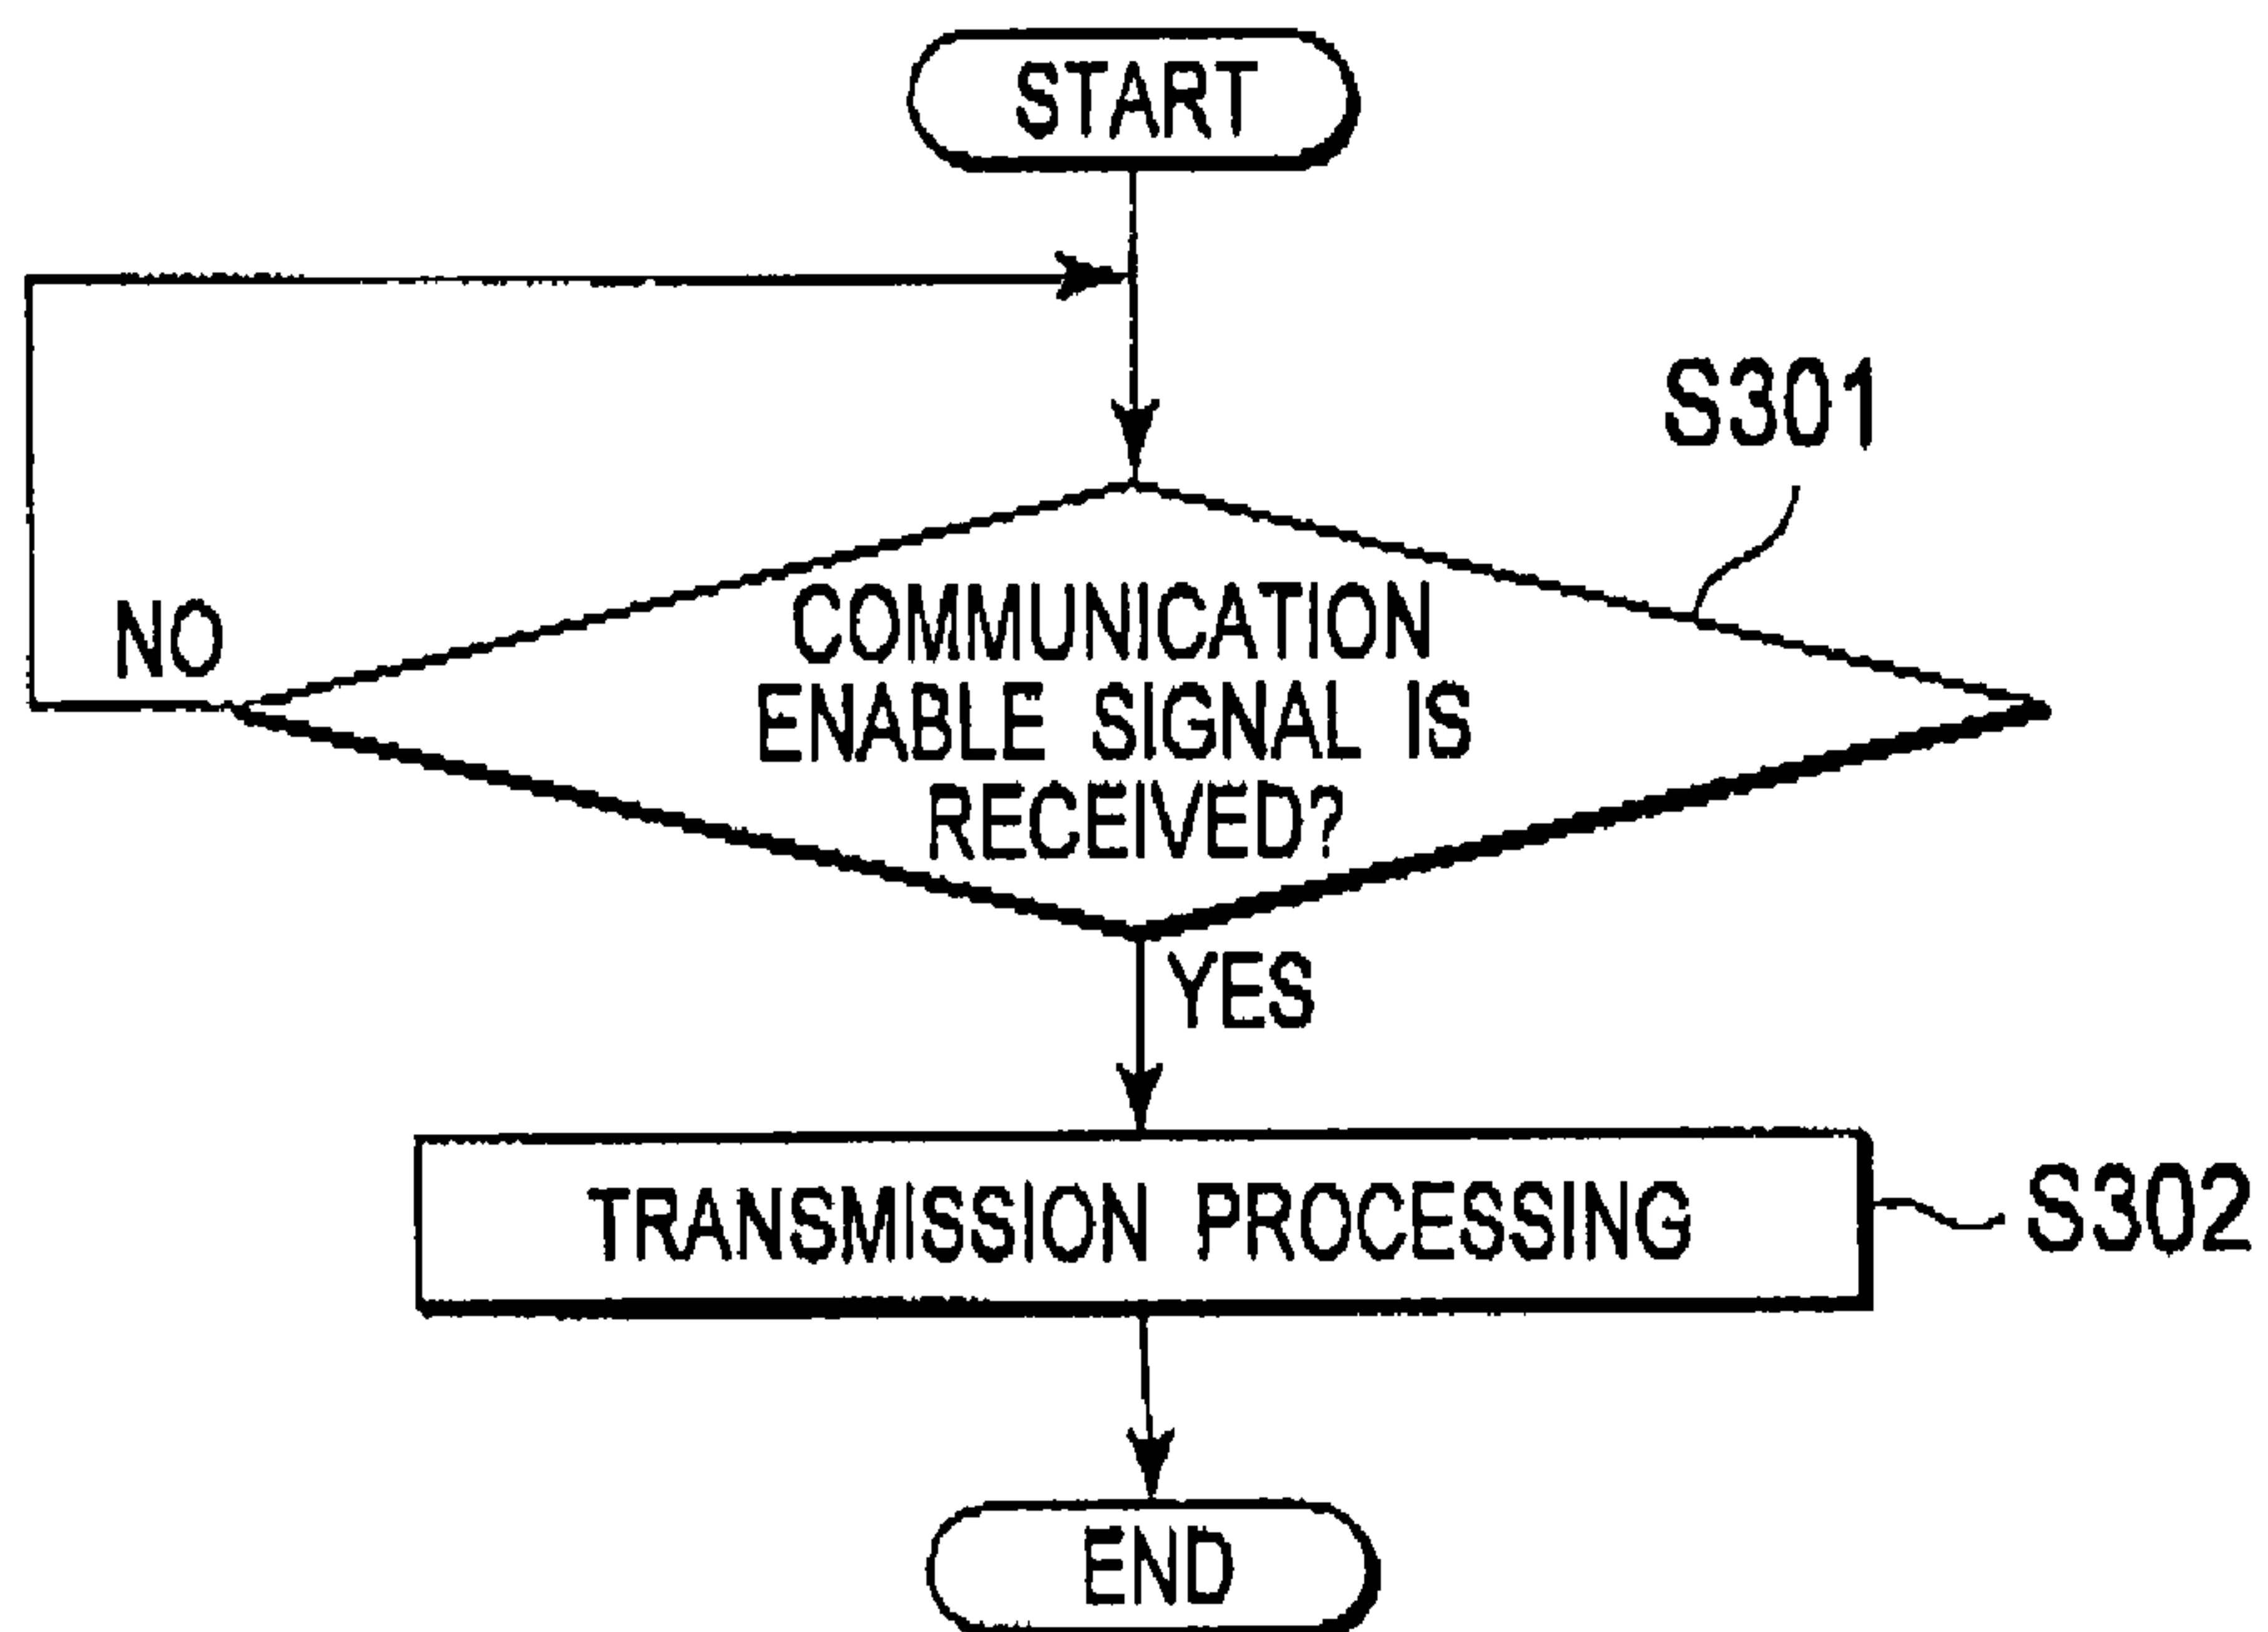 START
S301
NO
COMMUNICATION
ENABLE SIGNAL IS
RECEIVED?
YES
TRANSMISSION PROCESSING
S302
END